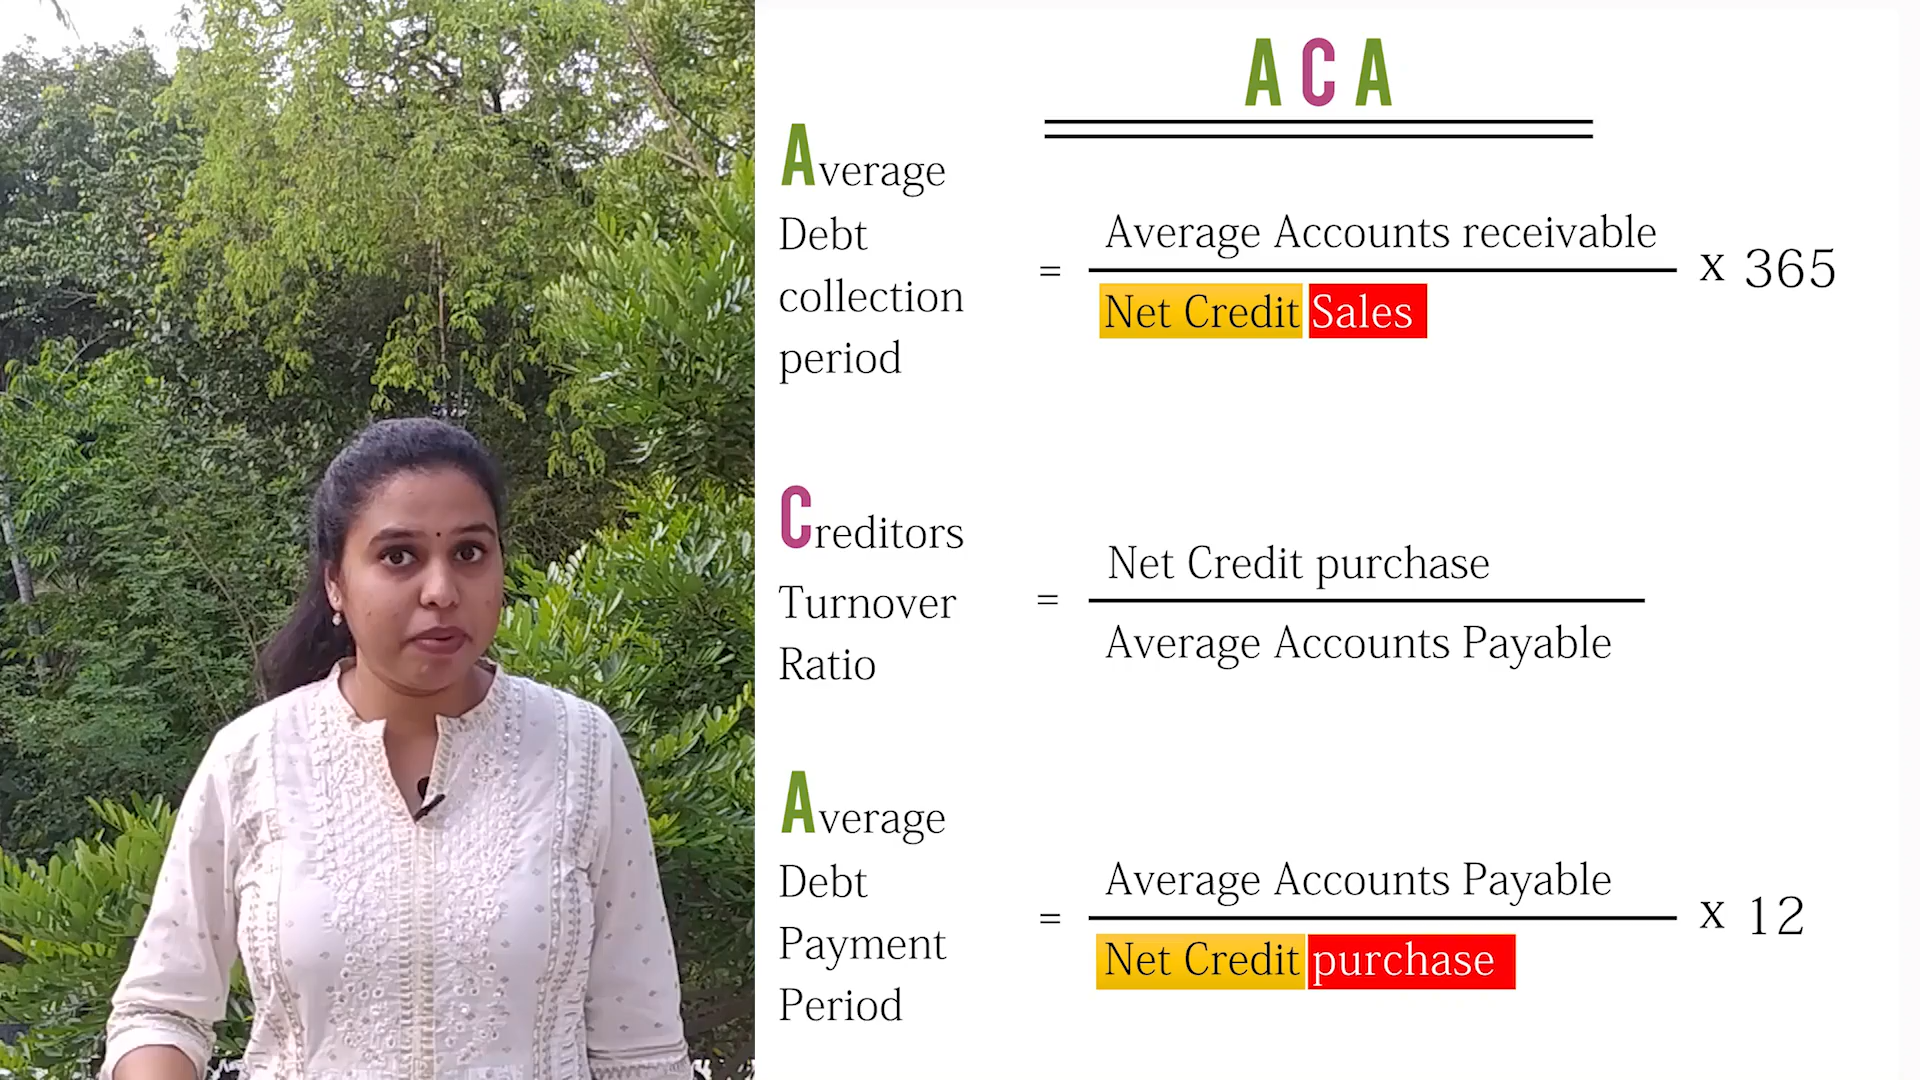 A C A
Average
Debt
collection
period
= Average Accounts receivable
Net Credit Sales
x 365
Creditors
Turnover
Ratio
= Net Credit purchase
Average Accounts Payable
Average
Debt
Payment
Period
= Average Accounts Payable
Net Credit purchase
x 12